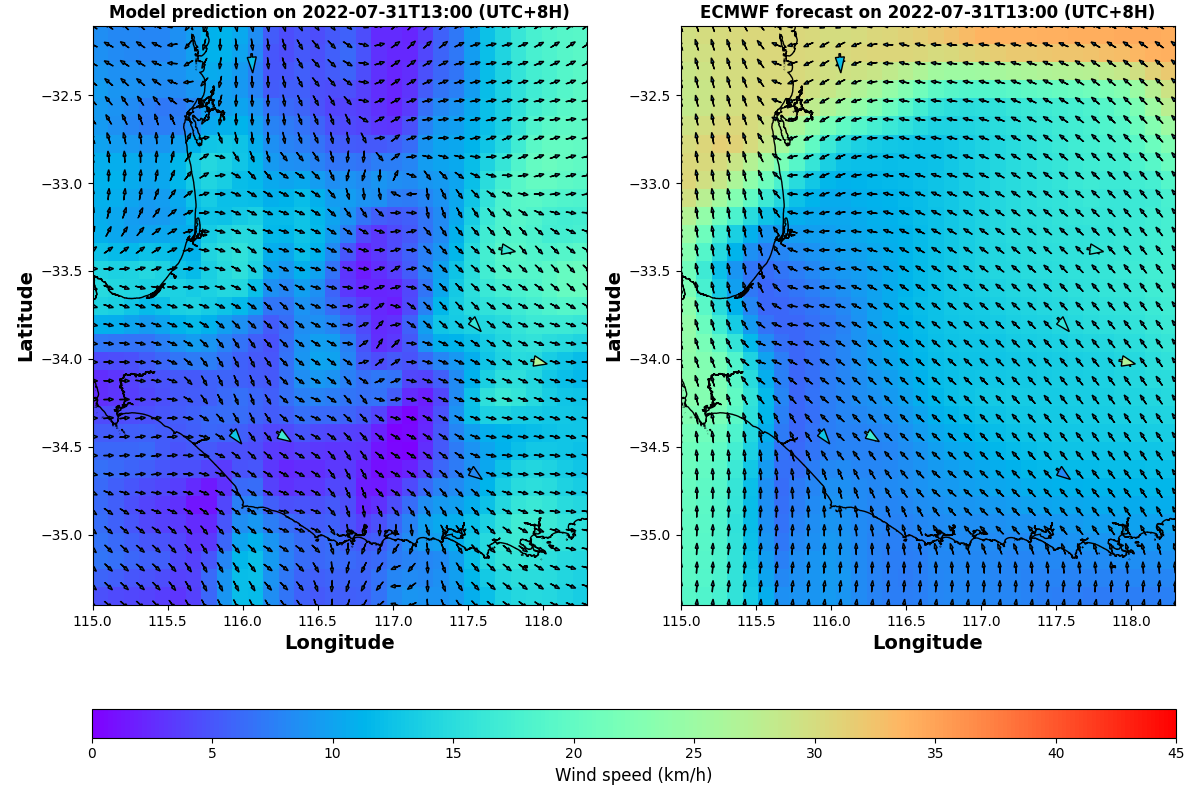 Model prediction on 2022-07-31T13:00 (UTC+8H)
ECMWF forecast on 2022-07-31T13:00 (UTC+8H)
Latitude
−32.5
−33.0
−33.5
−34.0
−34.5
−35.0
115.0 115.5 116.0 116.5 117.0 117.5 118.0
Longitude
Latitude
−32.5
−33.0
−33.5
−34.0
−34.5
−35.0
115.0 115.5 116.0 116.5 117.0 117.5 118.0
Longitude
0 5 10 15 20 25 30 35 40 45
Wind speed (km/h)